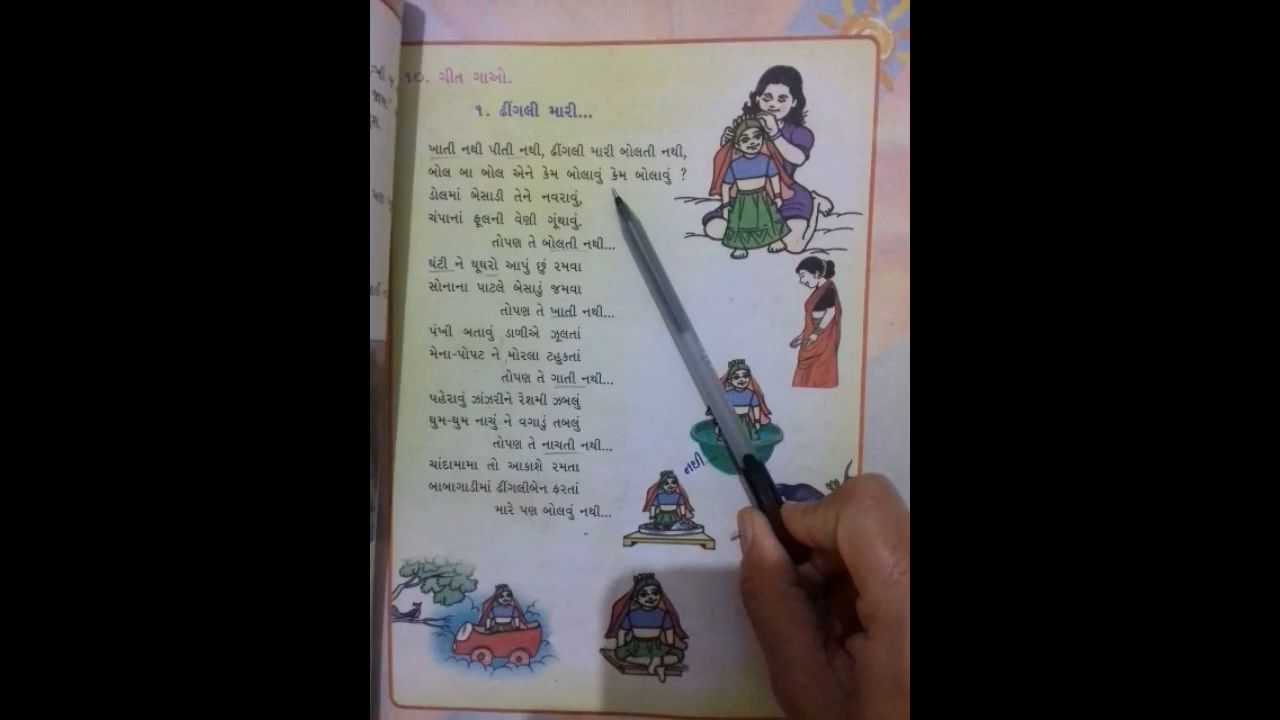 ૧૦. ગીત ગાઓ.
૧. ઢીંગલી મારી...
ખાતી નથી પીતી નથી, ઢીંગલી મારી બોલતી નથી,
બોલ બા બોલ એને કેમ બોલાવું કેમ બોલાવું ?
ડોલમાં બેસાડી તેને નવરાવું,
ચંપાનાં ફૂલની વેણી ગૂંથાવું.
તોપણ તે બોલતી નથી...
ઘંટી ને ઘૂઘરો આપું છું રમવા
સોનાના પાટલે બેસાડું જમવા
તોપણ તે ખાતી નથી...
પંખી બતાવું ડાળીએ ઝૂલતાં
મેના-પોપટ ને મોરલા ટહુકતાં
તોપણ તે ગાતી નથી...
પહેરાવું ઝાંઝરીને રેશમી ઝબલું
ઘુમ-ઘુમ નાચું ને વગાડું તબલું
તોપણ તે નાચતી નથી...
નથી...
ચાંદામામા તો આકાશે રમતા
બાબાગાડીમાં ઢીંગલીબેન ફરતાં
મારે પણ બોલવું નથી...